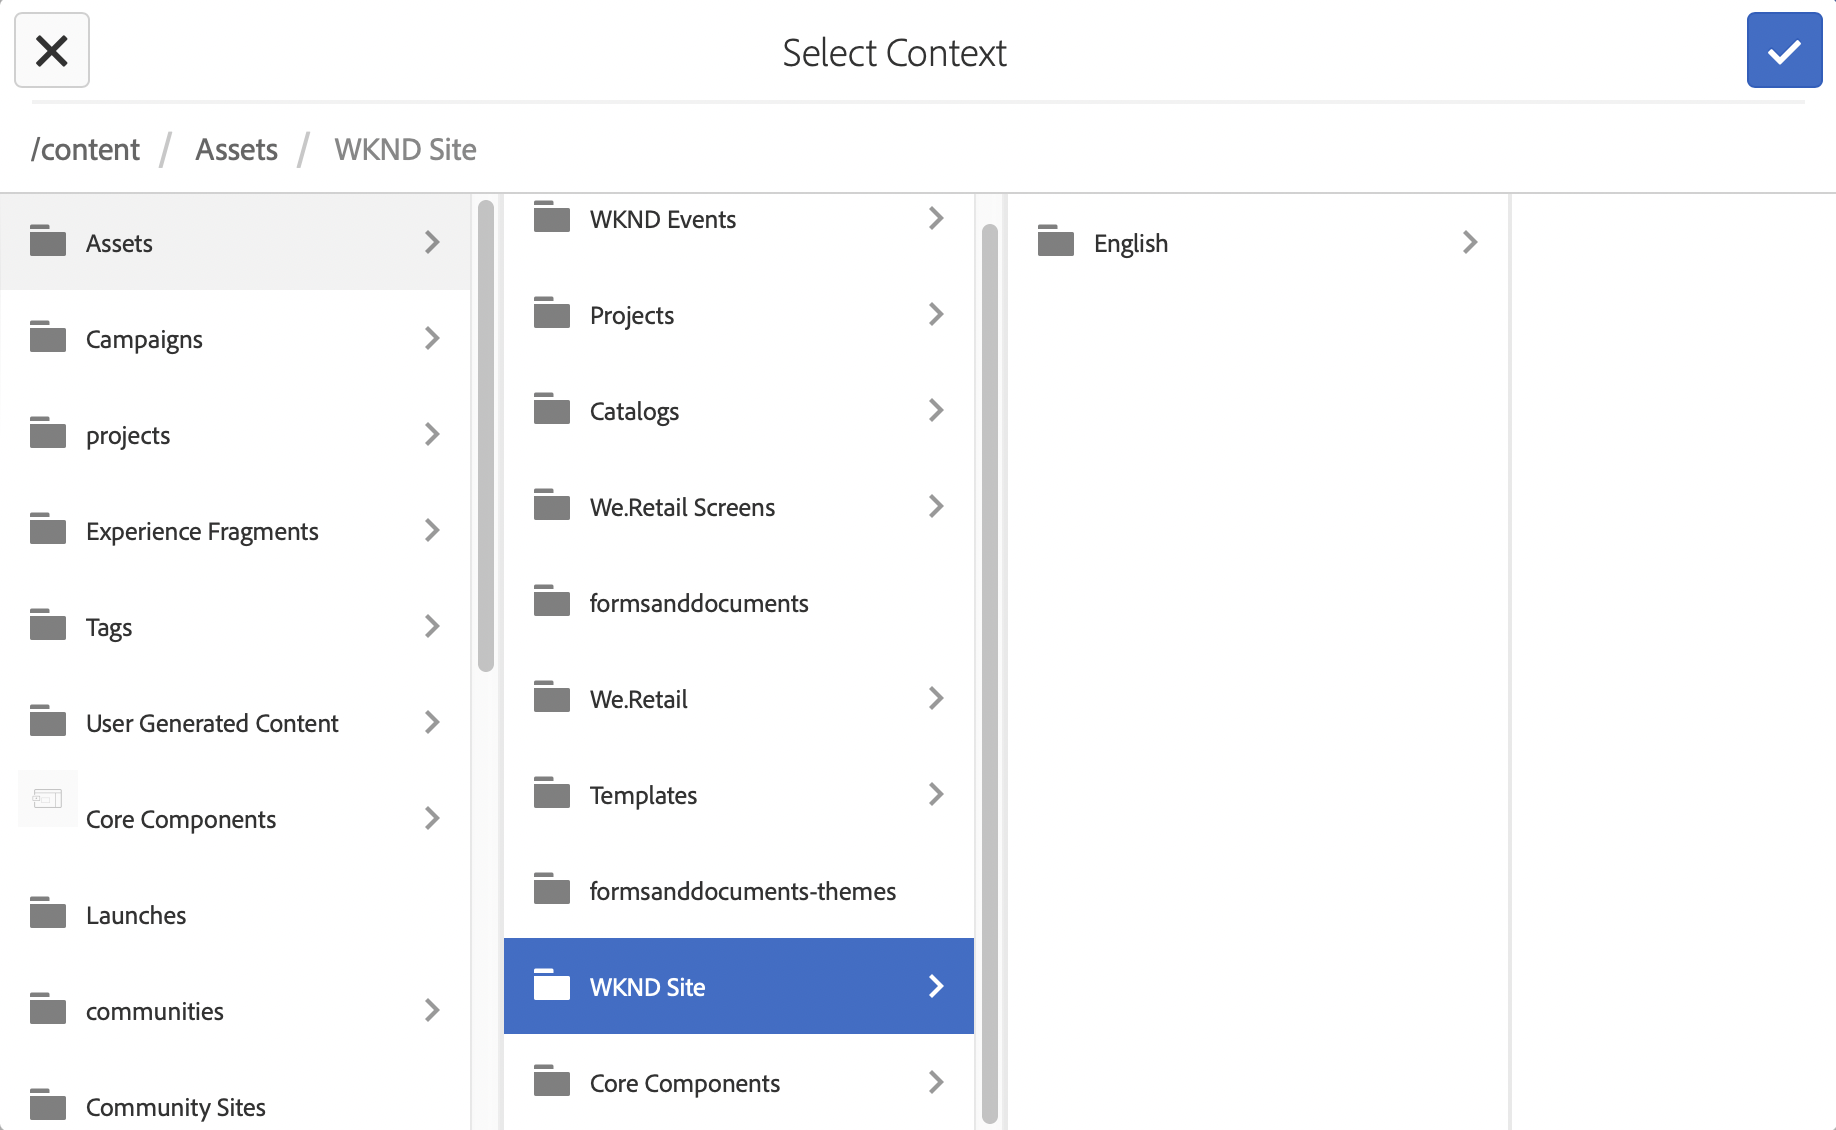 Select Context
/content / Assets / WKND Site
Assets
Campaigns
projects
Experience Fragments
Tags
User Generated Content
Core Components
Launches
communities
Community Sites
WKND Events
Projects
Catalogs
We.Retail Screens
formsanddocuments
We.Retail
Templates
formsanddocuments-themes
WKND Site
Core Components
English